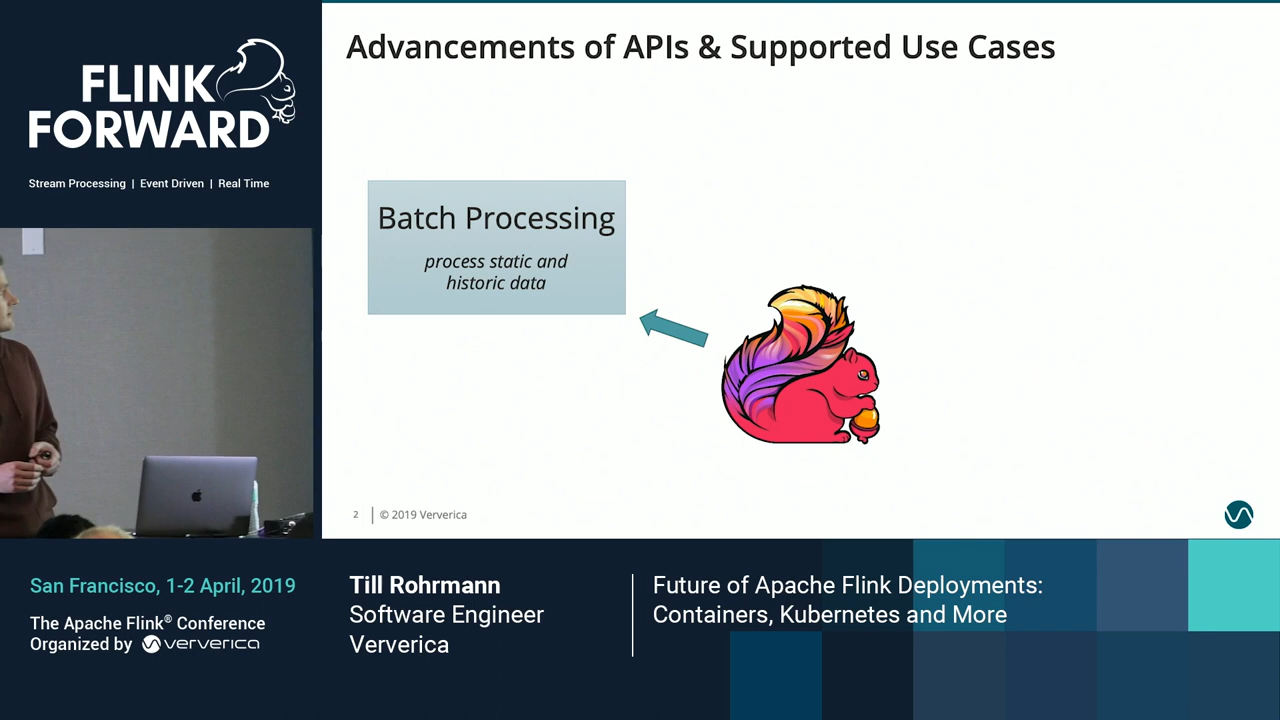 FLINK
FORWARD
Stream Processing | Event Driven | Real Time
Advancements of APIs & Supported Use Cases
Batch Processing
process static and
historic data
2 | © 2019 Ververica
San Francisco, 1-2 April, 2019
The Apache Flink® Conference
Organized by ververica
Till Rohrmann
Software Engineer
Ververica
Future of Apache Flink Deployments:
Containers, Kubernetes and More